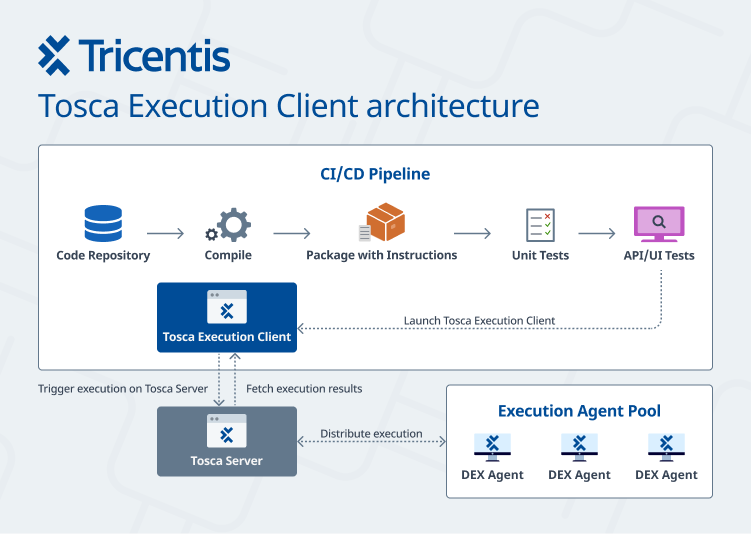 Tricentis
Tosca Execution Client architecture
CI/CD Pipeline
Code Repository
Compile
Package with Instructions
Unit Tests
API/UI Tests
Launch Tosca Execution Client
Tosca Execution Client
Trigger execution on Tosca Server
Fetch execution results
Tosca Server
Distribute execution
Execution Agent Pool
DEX Agent
DEX Agent
DEX Agent